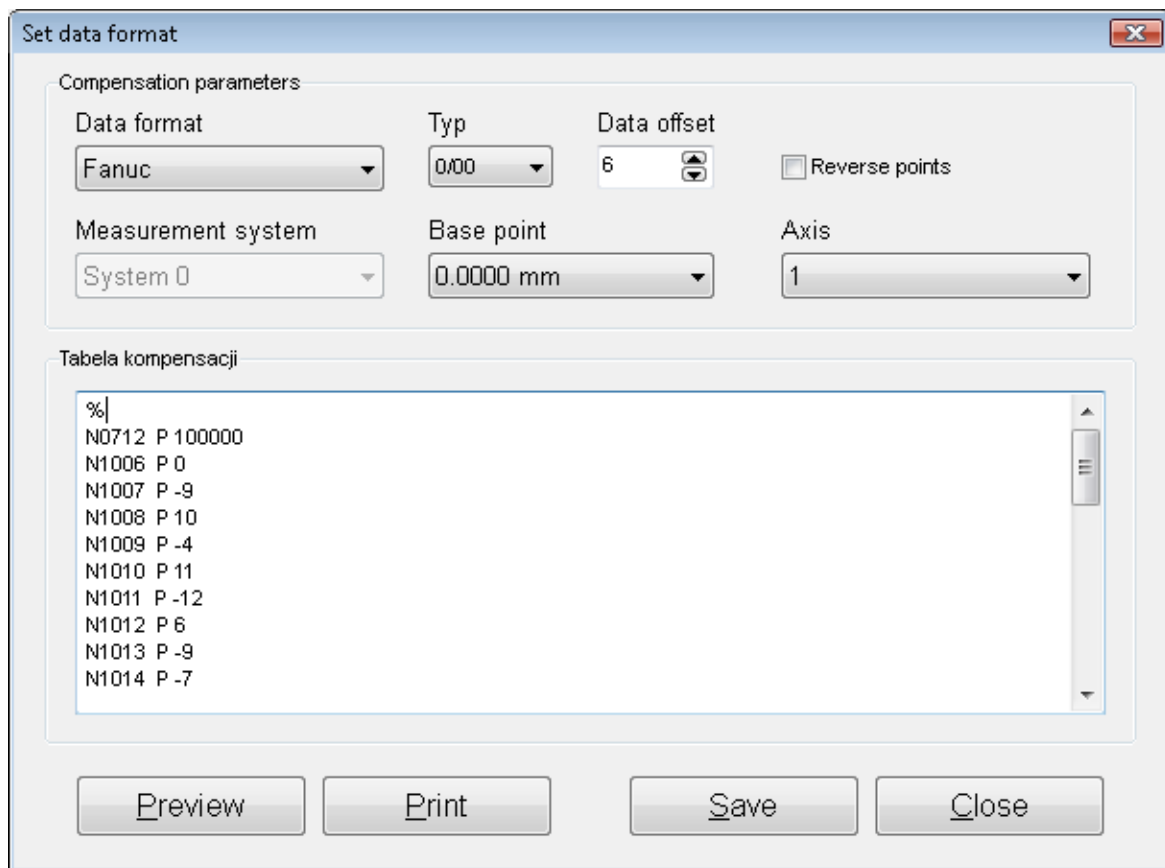 Set data format
Compensation parameters
Data format Typ Data offset
Fanuc 0/00 6 Reverse points
Measurement system Base point Axis
System 0 0.0000 mm 1
Tabela kompensacji
%
N0712 P 100000
N1006 P 0
N1007 P -9
N1008 P 10
N1009 P -4
N1010 P 11
N1011 P -12
N1012 P 6
N1013 P -9
N1014 P -7
Preview Print Save Close